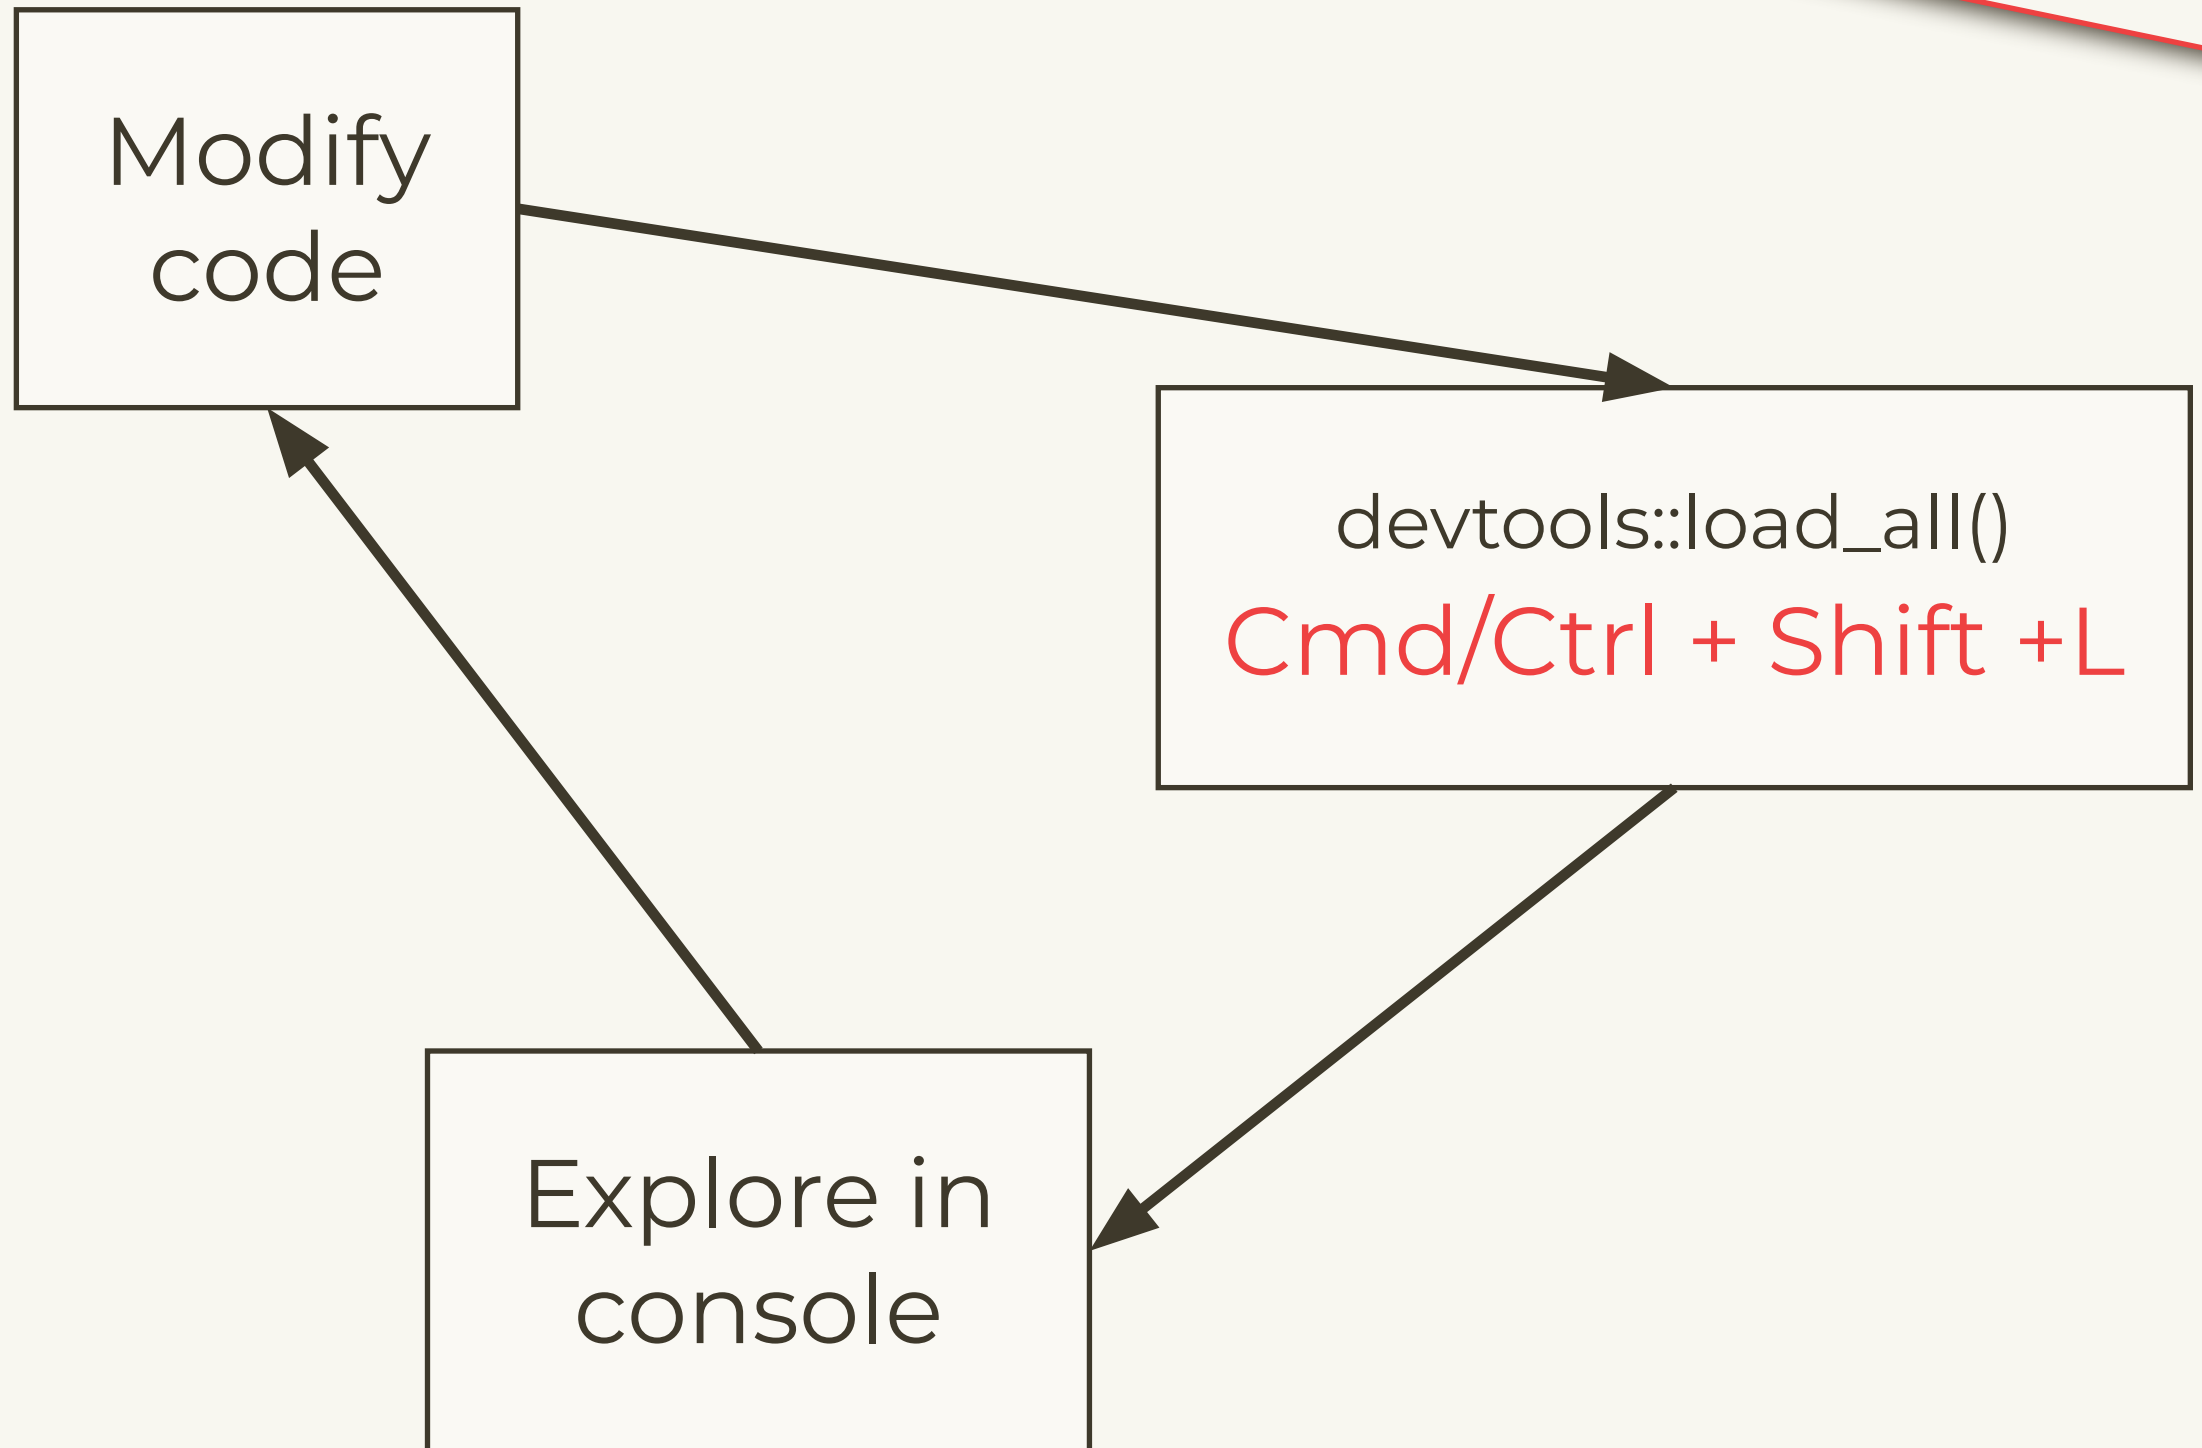 Modify
code
devtools::load_all()
Cmd/Ctrl + Shift +L
Explore in
console